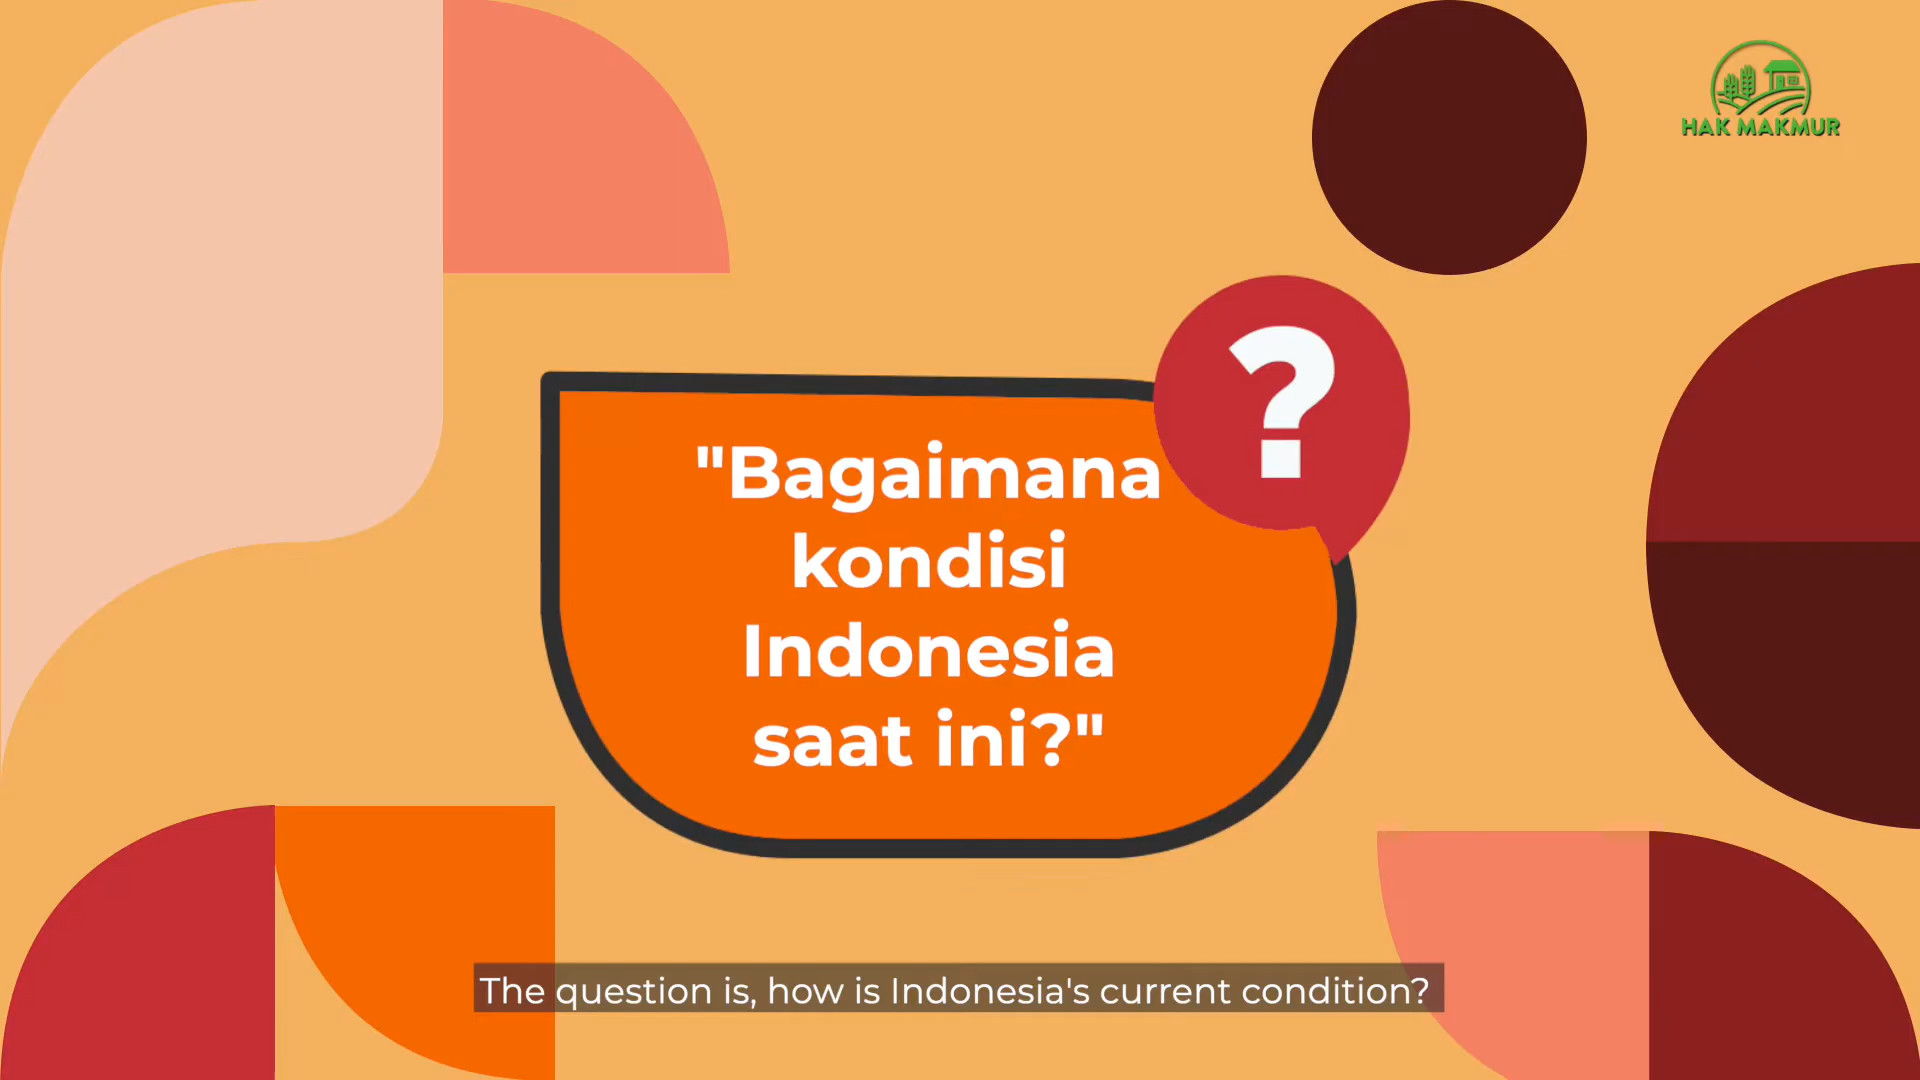 HAK MAKMUR
?
"Bagaimana
kondisi
Indonesia
saat ini?"
The question is, how is Indonesia's current condition?